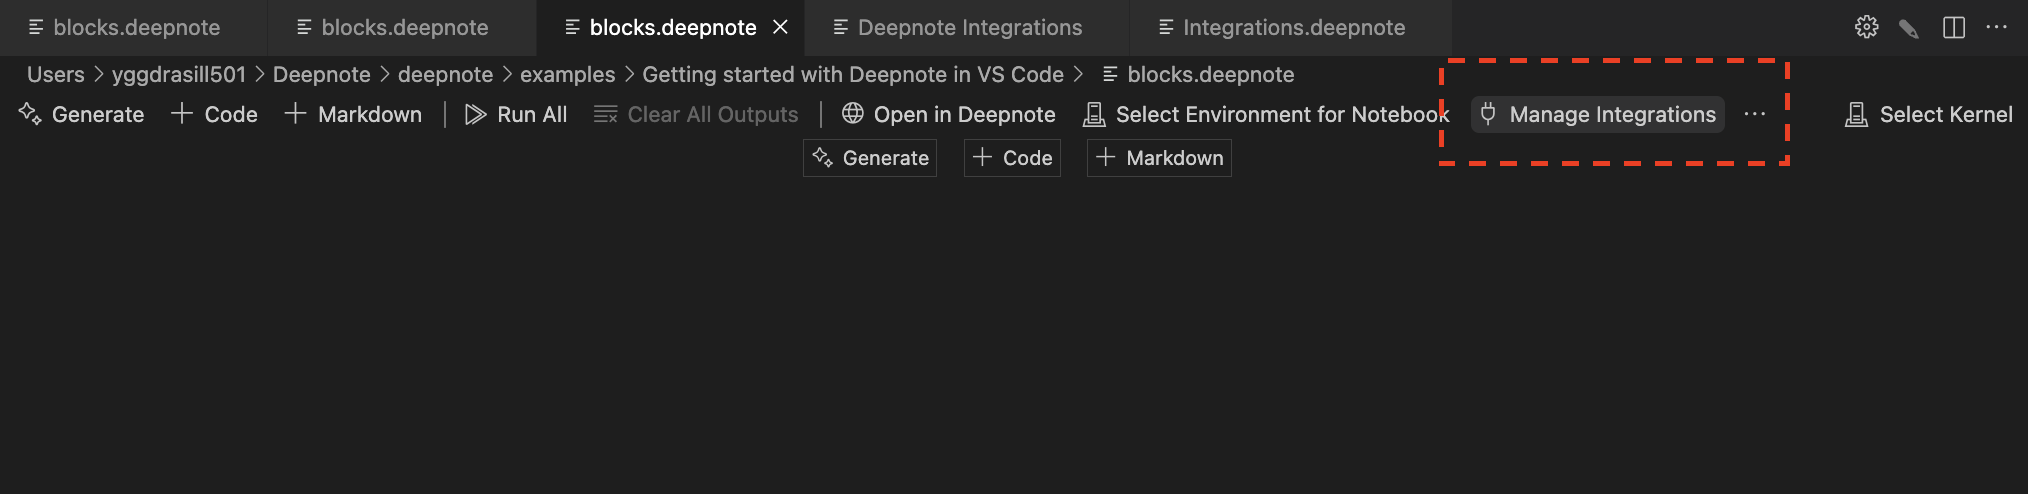 blocks.deepnote blocks.deepnote blocks.deepnote Deepnote Integrations Integrations.deepnote
Users > yggdrasill501 > Deepnote > deepnote > examples > Getting started with Deepnote in VS Code > blocks.deepnote
Generate + Code + Markdown | Run All Clear All Outputs | Open in Deepnote Select Environment for Notebook Manage Integrations ··· Select Kernel
Generate + Code + Markdown